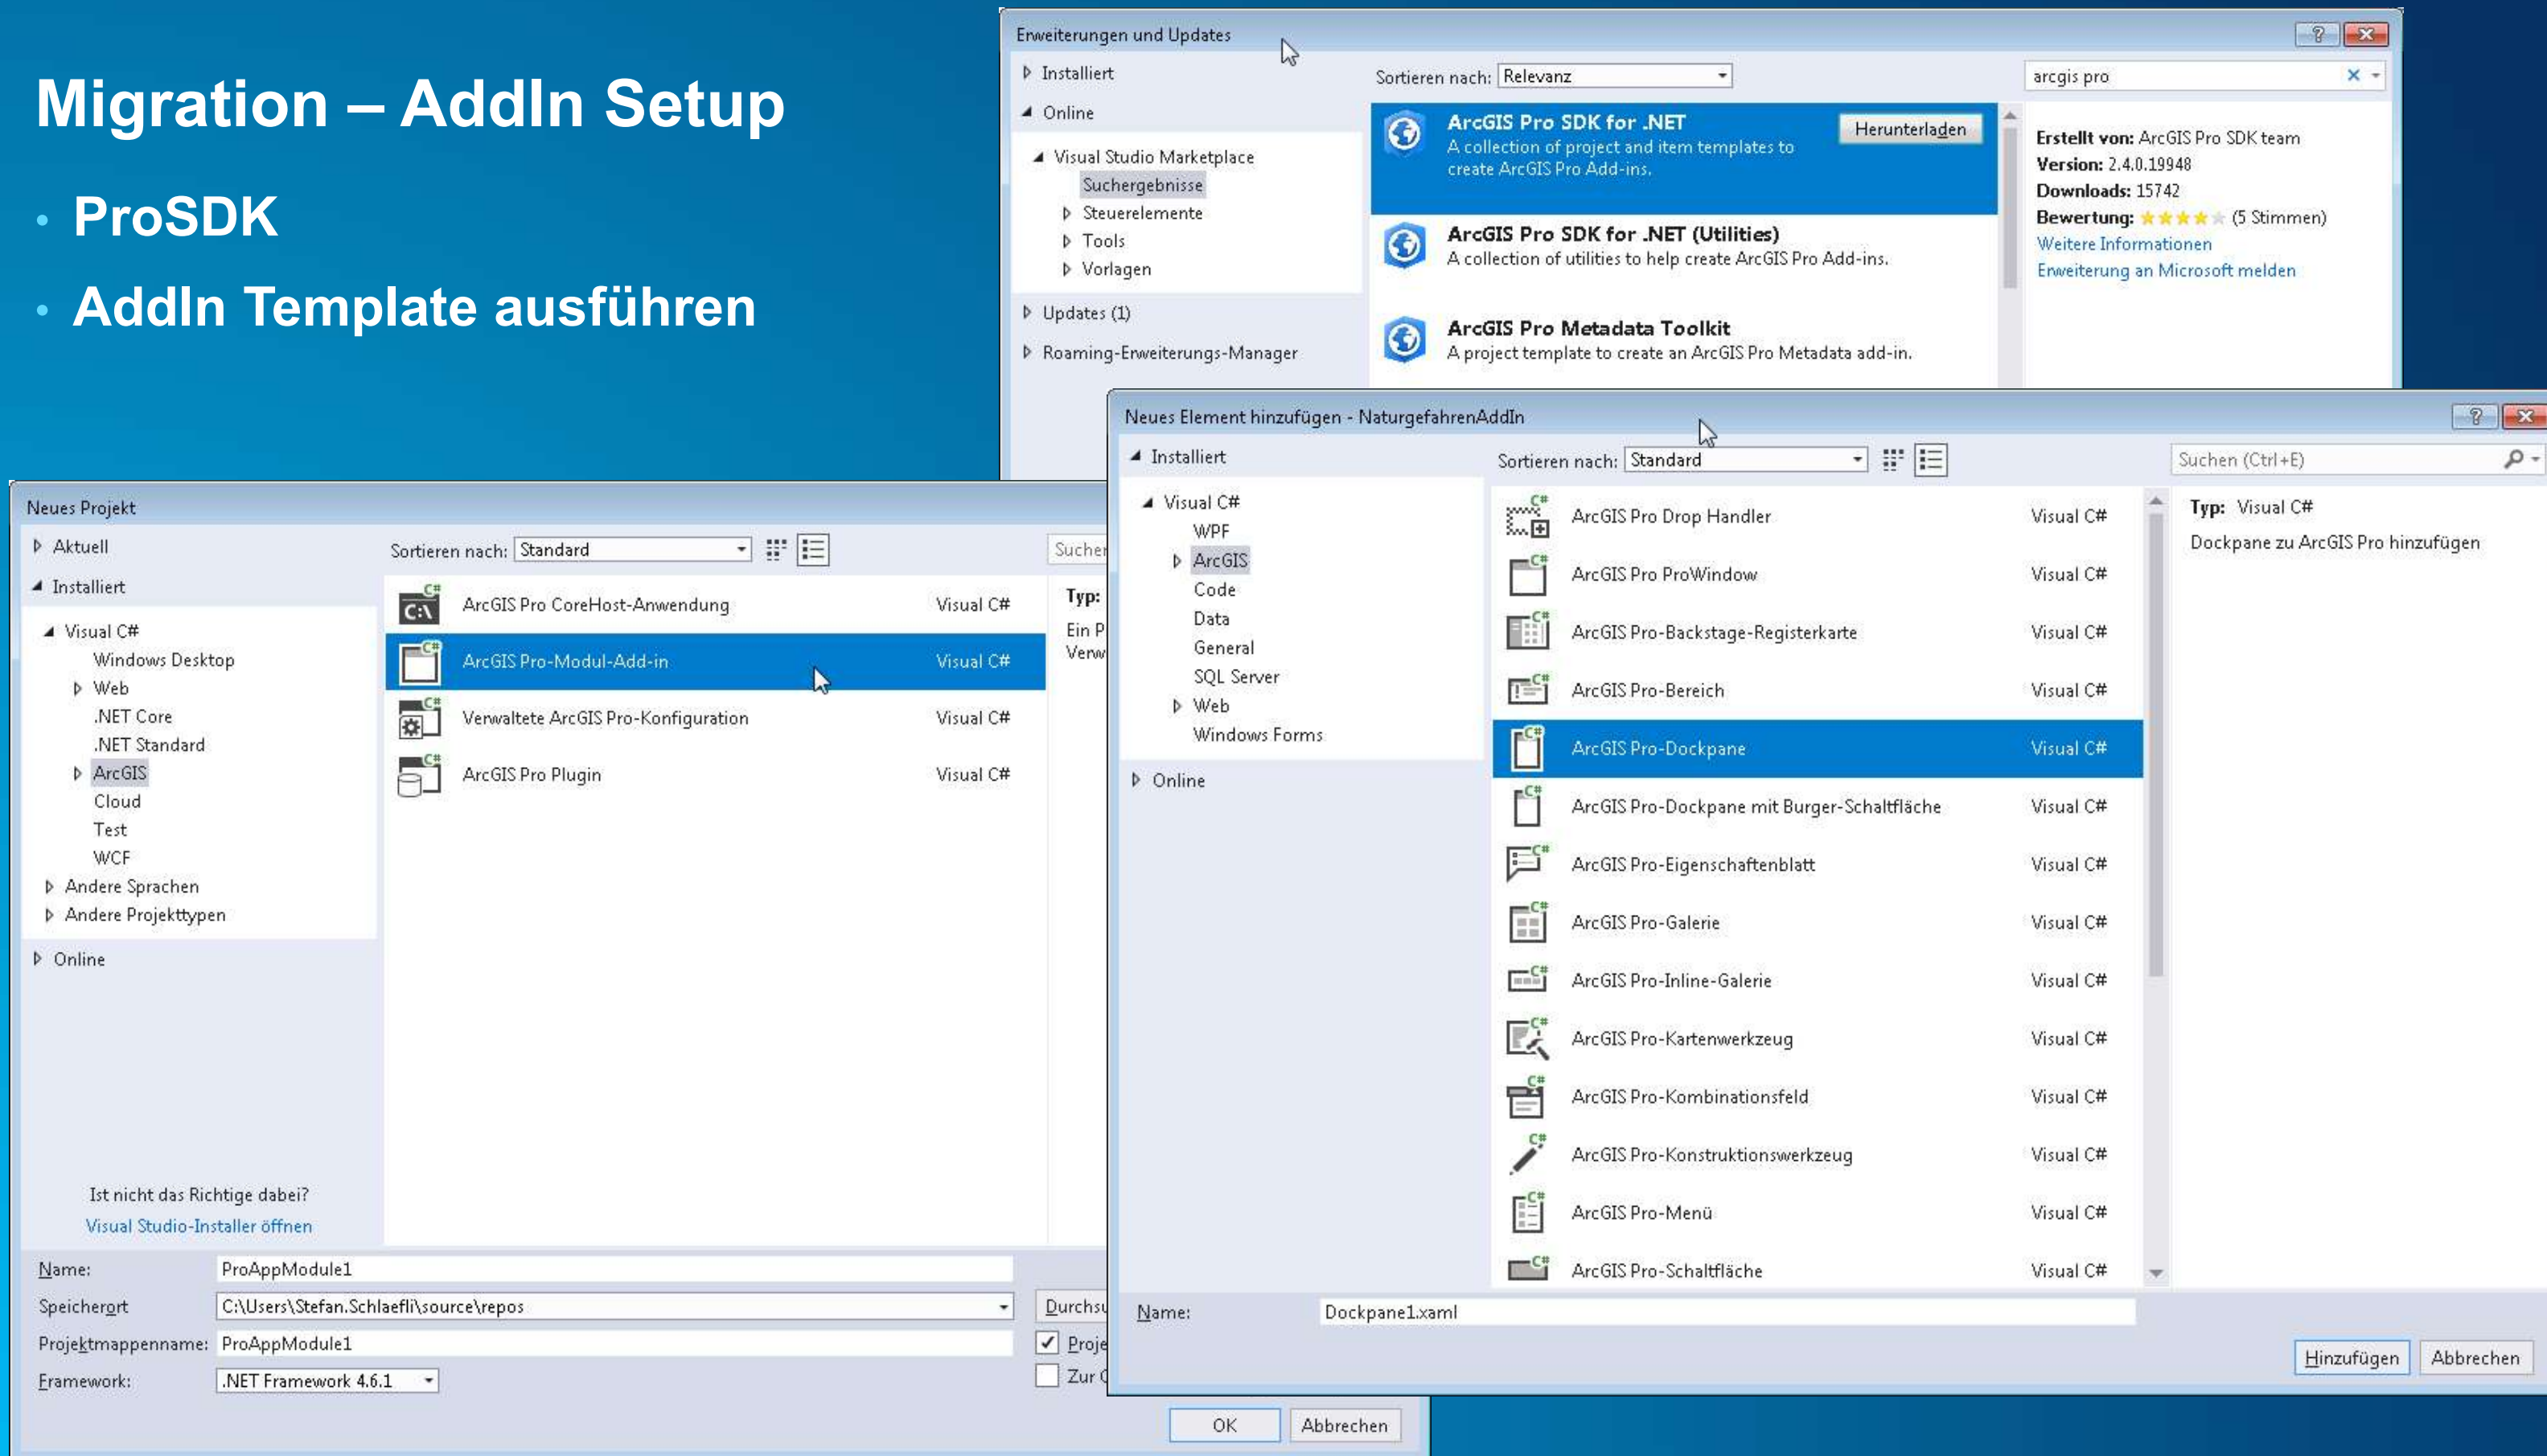 Migration – AddIn Setup
• ProSDK
• AddIn Template ausführen
Erweiterungen und Updates
Installiert
Online
Visual Studio Marketplace
Suchergebnisse
Steuerelemente
Tools
Vorlagen
Updates (1)
Roaming-Erweiterungs-Manager
Sortieren nach: Relevanz
ArcGIS Pro SDK for .NET
A collection of project and item templates to
create ArcGIS Pro Add-ins.
Herunterladen
ArcGIS Pro SDK for .NET (Utilities)
A collection of utilities to help create ArcGIS Pro Add-ins.
ArcGIS Pro Metadata Toolkit
A project template to create an ArcGIS Pro Metadata add-in.
arcgis pro
Erstellt von: ArcGIS Pro SDK team
Version: 2.4.0.19948
Downloads: 15742
Bewertung: (5 Stimmen)
Weitere Informationen
Erweiterung an Microsoft melden
Neues Projekt
Aktuell
Installiert
Visual C#
Windows Desktop
Web
.NET Core
.NET Standard
ArcGIS
Cloud
Test
WCF
Andere Sprachen
Andere Projekttypen
Online
Ist nicht das Richtige dabei?
Visual Studio-Installer öffnen
Sortieren nach: Standard
C# ArcGIS Pro CoreHost-Anwendung Visual C#
C# ArcGIS Pro-Modul-Add-in Visual C#
C# Verwaltete ArcGIS Pro-Konfiguration Visual C#
C# ArcGIS Pro Plugin Visual C#
Typ:
Ein
Name: ProAppModule1
Speicherort C:\Users\Stefan.Schlaefli\source\repos
Projektmappenname: ProAppModule1
Framework: .NET Framework 4.6.1
Zur
OK Abbrechen
Neues Element hinzufügen - NaturgefahrenAddIn
Installiert
Visual C#
WPF
ArcGIS
Code
Data
General
SQL Server
Web
Windows Forms
Online
Sortieren nach: Standard
C# ArcGIS Pro Drop Handler Visual C#
C# ArcGIS Pro ProWindow Visual C#
C# ArcGIS Pro-Backstage-Registerkarte Visual C#
C# ArcGIS Pro-Bereich Visual C#
C# ArcGIS Pro-Dockpane Visual C#
C# ArcGIS Pro-Dockpane mit Burger-Schaltfläche Visual C#
C# ArcGIS Pro-Eigenschaftenblatt Visual C#
C# ArcGIS Pro-Galerie Visual C#
C# ArcGIS Pro-Inline-Galerie Visual C#
C# ArcGIS Pro-Kartenwerkzeug Visual C#
C# ArcGIS Pro-Kombinationsfeld Visual C#
C# ArcGIS Pro-Konstruktionswerkzeug Visual C#
C# ArcGIS Pro-Menü Visual C#
C# ArcGIS Pro-Schaltfläche Visual C#
Suchen (Ctrl+E)
Typ: Visual C#
Dockpane zu ArcGIS Pro hinzufügen
Name: Dockpane1.xaml
Hinzufügen Abbrechen